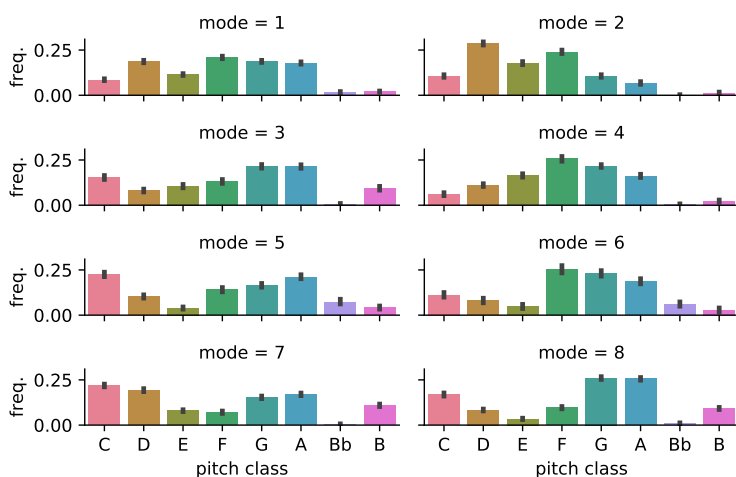 mode = 1
mode = 2
freq.
0.25
0.00
mode = 3
mode = 4
freq.
0.25
0.00
mode = 5
mode = 6
freq.
0.25
0.00
mode = 7
mode = 8
freq.
0.25
0.00
C D E F G A Bb B
C D E F G A Bb B
pitch class
pitch class